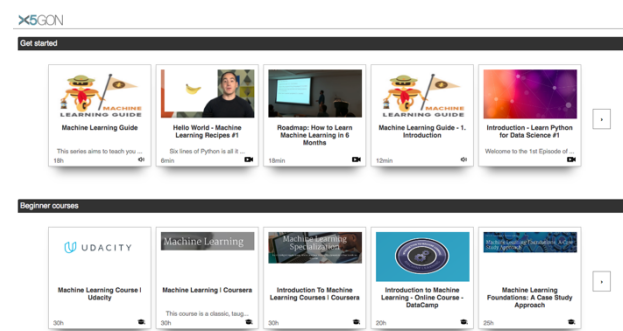 X5GON
Get started
MACHINE
LEARNING GUIDE
Machine Learning Guide
This series aims to teach you ...
18h
Hello World - Machine
Learning Recipes #1
Six lines of Python is all it ...
6min
Roadmap: How to Learn
Machine Learning in 6
Months
18min
MACHINE
LEARNING GUIDE
Machine Learning Guide - 1.
Introduction
12min
Introduction - Learn Python
for Data Science #1
Welcome to the 1st Episode of ...
Beginner courses
UDACITY
Machine Learning Course |
Udacity
30h
Machine Learning
Machine Learning | Coursera
This course is a classic, taug...
30h
Machine Learning
Specialization
Introduction To Machine
Learning Courses | Coursera
30h
Introduction to Machine
Learning - Online Course -
DataCamp
20h
Machine Learning Foundations: A Case
Study Approach
Machine Learning
Foundations: A Case Study
Approach
25h